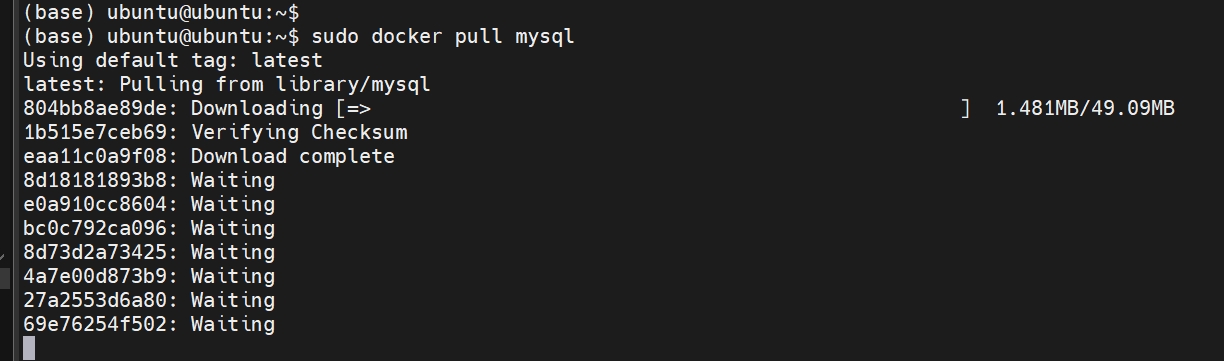 (base) ubuntu@ubuntu:~$
(base) ubuntu@ubuntu:~$ sudo docker pull mysql
Using default tag: latest
latest: Pulling from library/mysql
804bb8ae89de: Downloading [=>                                                 ]  1.481MB/49.09MB
1b515e7ceb69: Verifying Checksum
eaa11c0a9f08: Download complete
8d18181893b8: Waiting
e0a910cc8604: Waiting
bc0c792ca096: Waiting
8d73d2a73425: Waiting
4a7e00d873b9: Waiting
27a2553d6a80: Waiting
69e76254f502: Waiting